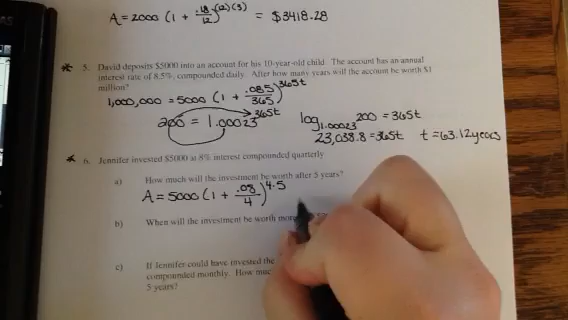 A = 2000 (1 + .18/12)^(12)(3) = $3418.28
5. David deposits $5000 into an account for his 10-year-old child. The account has an annual
interest rate of 8.5%, compounded daily. After how many years will the account be worth $1
million?
1,000,000 = 5000 (1 + .085/365)^365t
200 = 1.00023^365t
log_1.00023 200 = 365t
23,038.8 = 365t t = 63.12 years
6. Jennifer invested $5000 at 8% interest compounded quarterly
a) How much will the investment be worth after 5 years?
A = 5000 (1 + .08/4)^4·5
b) When will the investment be worth
c) If Jennifer could have invested the
compounded monthly. How
5 years?